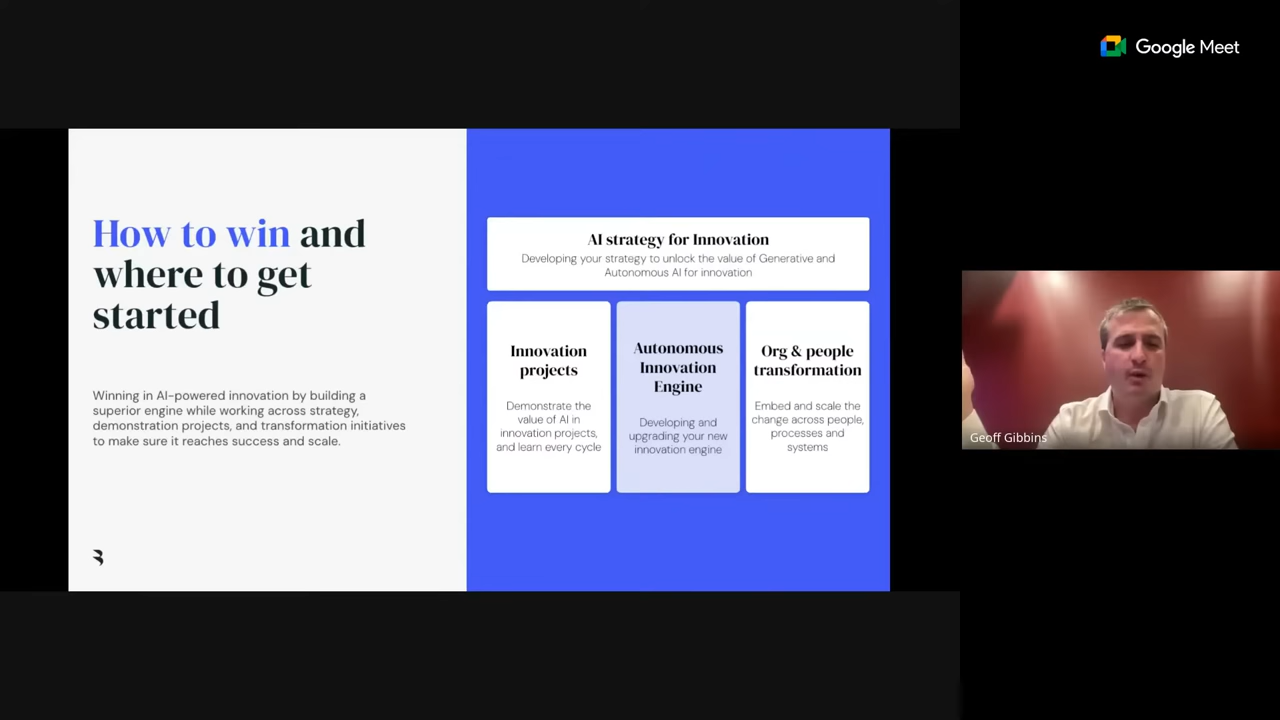 Google Meet
How to win and
where to get
started
Winning in AI-powered innovation by building a
superior engine while working across strategy,
demonstration projects, and transformation initiatives
to make sure it reaches success and scale.
AI strategy for Innovation
Developing your strategy to unlock the value of Generative and
Autonomous AI for innovation
Innovation
projects
Demonstrate the
value of AI in
innovation projects,
and learn every cycle
Autonomous
Innovation
Engine
Developing and
upgrading your new
innovation engine
Org & people
transformation
Embed and scale the
change across people,
processes and
systems
Geoff Gibbins